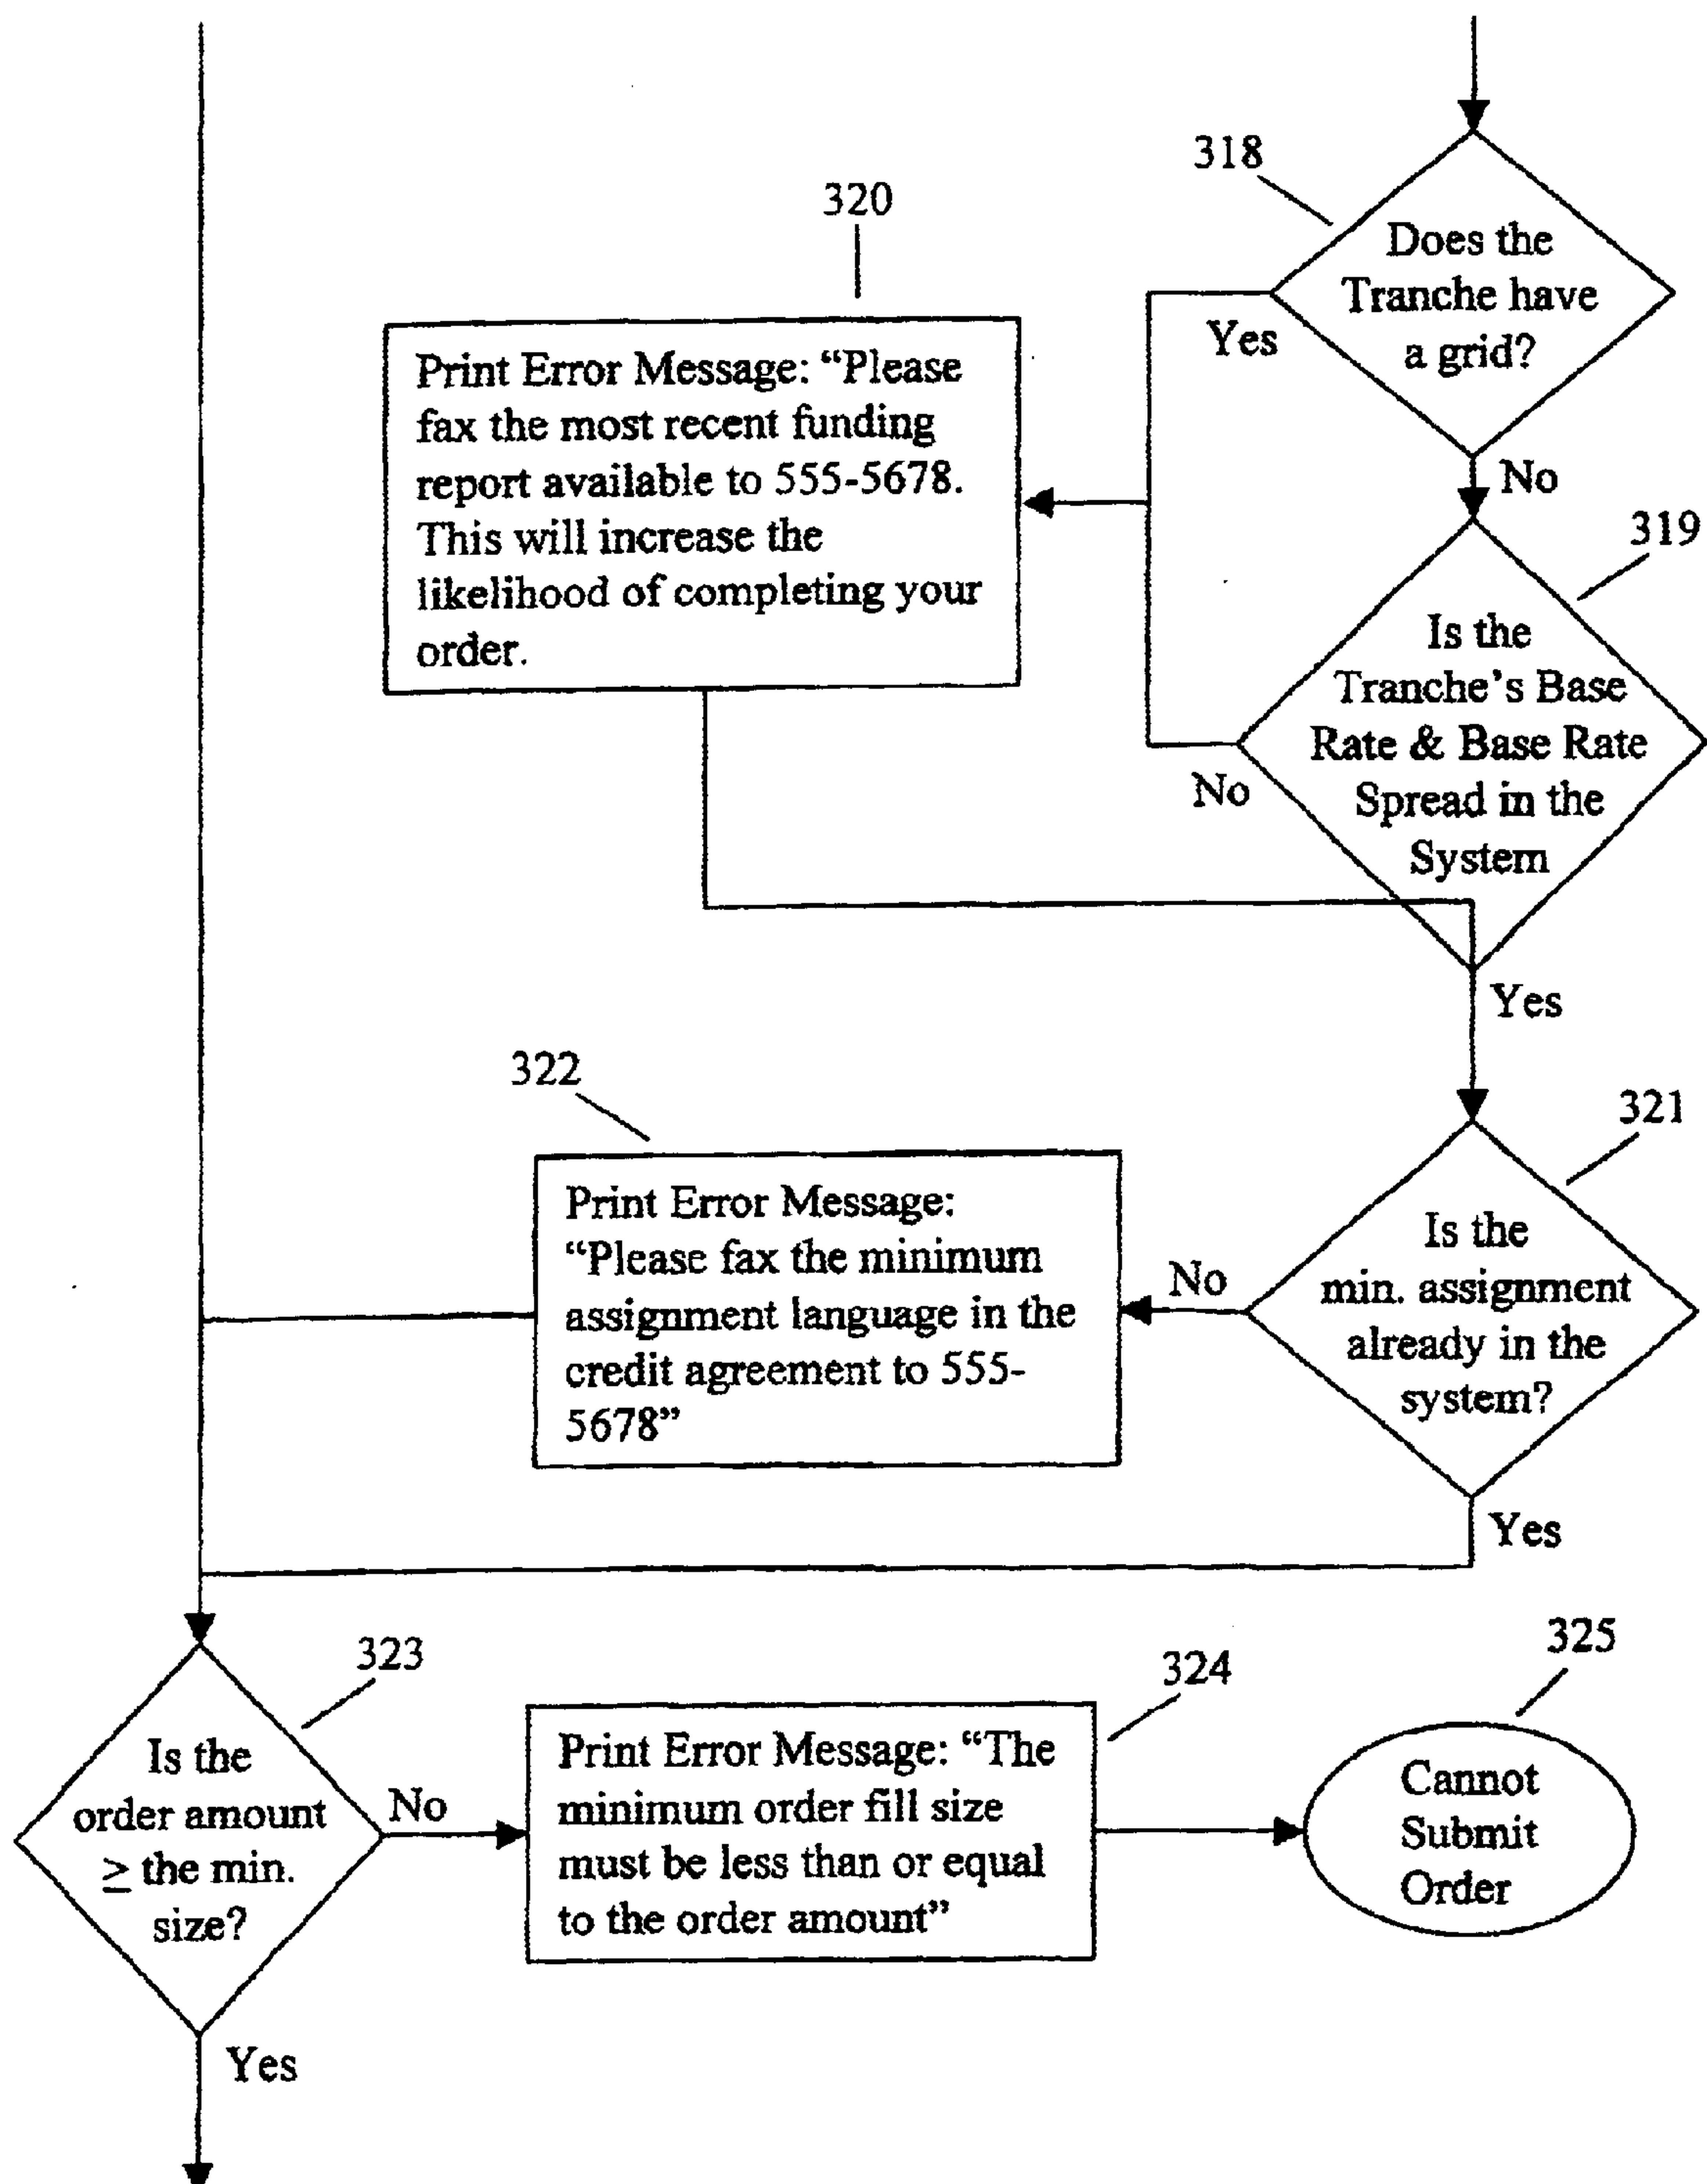 318
Does the
Tranche have
a grid?
Yes
No
320
Print Error Message: “Please
fax the most recent funding
report available to 555-5678.
This will increase the
likelihood of completing your
order.
319
Is the
Tranche’s Base
Rate & Base Rate
Spread in the
System
No
Yes
322
Print Error Message:
“Please fax the minimum
assignment language in the
credit agreement to 555-
5678”
321
Is the
min. assignment
already in the
system?
No
Yes
323
Is the
order amount
≥ the min.
size?
No
Yes
324
Print Error Message: “The
minimum order fill size
must be less than or equal
to the order amount”
325
Cannot
Submit
Order